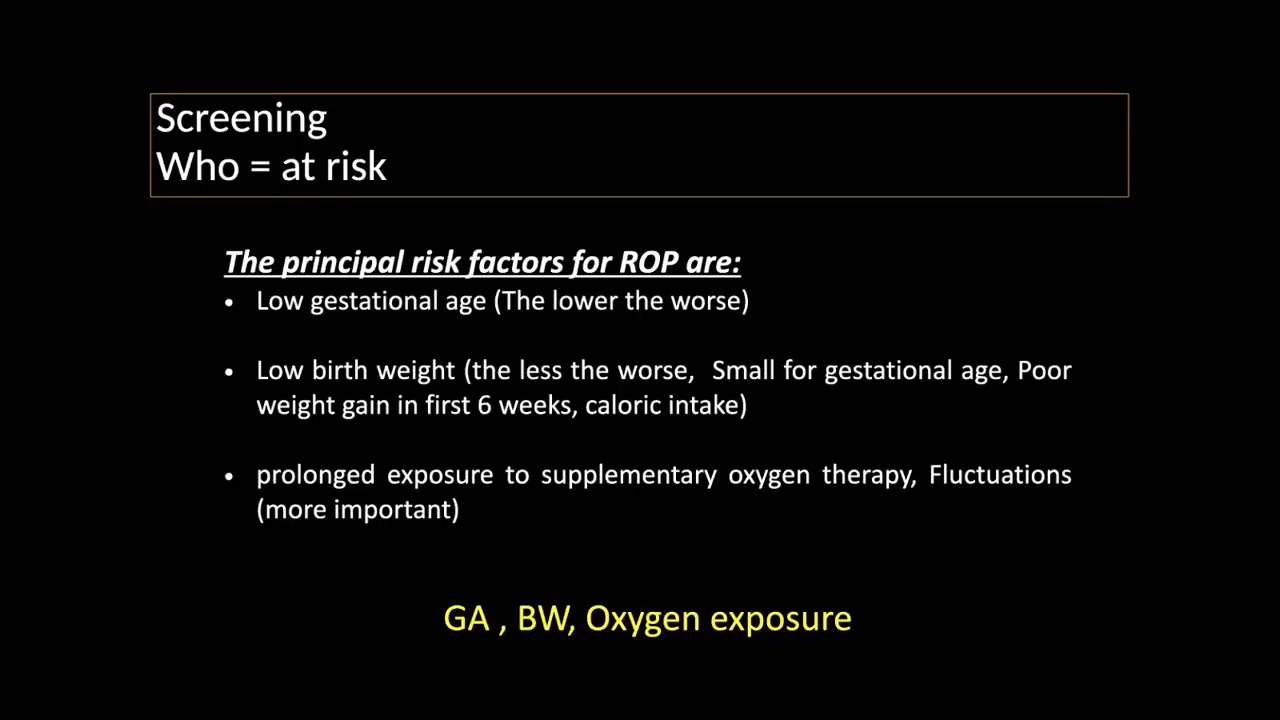 Screening
Who = at risk
The principal risk factors for ROP are:
• Low gestational age (The lower the worse)
• Low birth weight (the less the worse, Small for gestational age, Poor
weight gain in first 6 weeks, caloric intake)
• prolonged exposure to supplementary oxygen therapy, Fluctuations
(more important)
GA , BW, Oxygen exposure